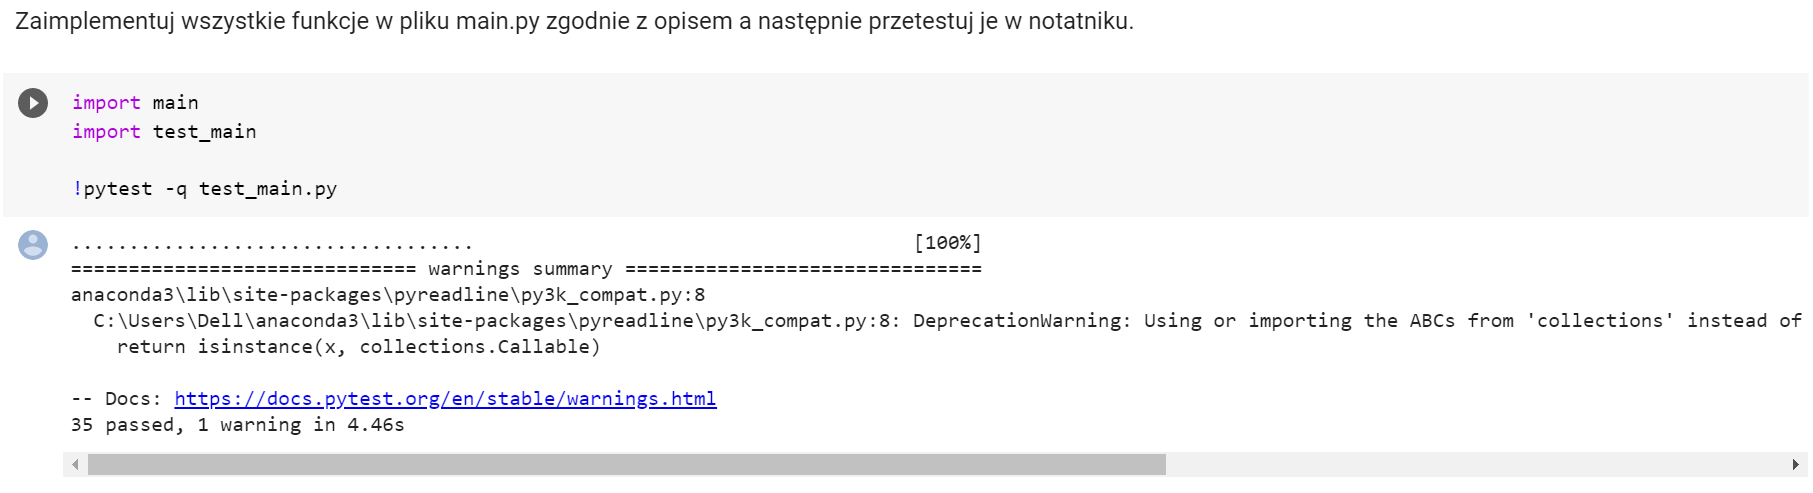 Zaimplementuj wszystkie funkcje w pliku main.py zgodnie z opisem a następnie przetestuj je w notatniku.
import main
import test_main
!pytest -q test_main.py
................................... [100%]
============================== warnings summary ===============================
anaconda3\lib\site-packages\pyreadline\py3k_compat.py:8
  C:\Users\Dell\anaconda3\lib\site-packages\pyreadline\py3k_compat.py:8: DeprecationWarning: Using or importing the ABCs from 'collections' instead of
    return isinstance(x, collections.Callable)
-- Docs: https://docs.pytest.org/en/stable/warnings.html
35 passed, 1 warning in 4.46s